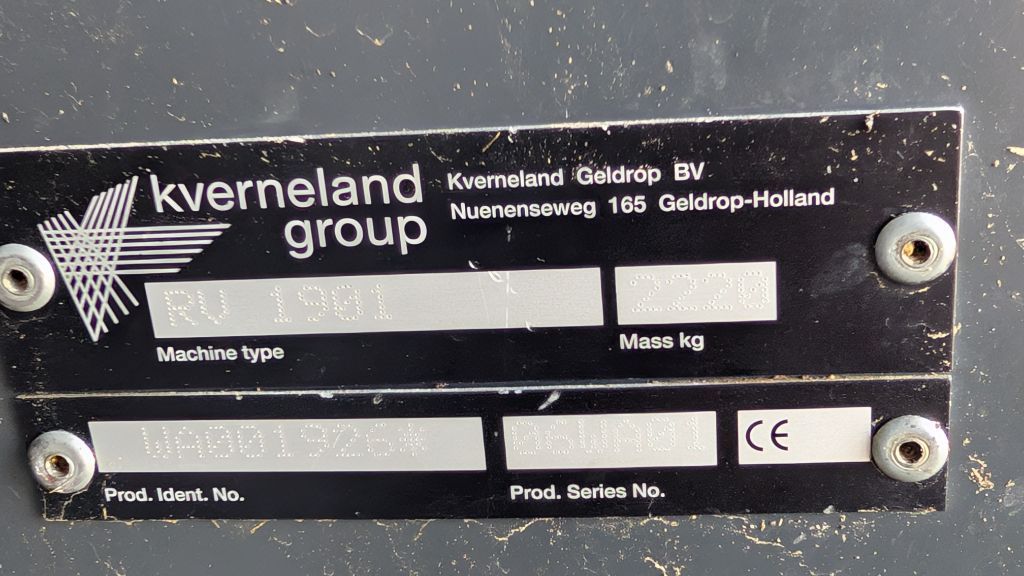 kverneland
group
Kverneland Geldrop BV
Nuenenseweg 165 Geldrop-Holland
RV 1901
2220
Machine type
Mass kg
WA001926*
06WA01
CE
Prod. Ident. No.
Prod. Series No.